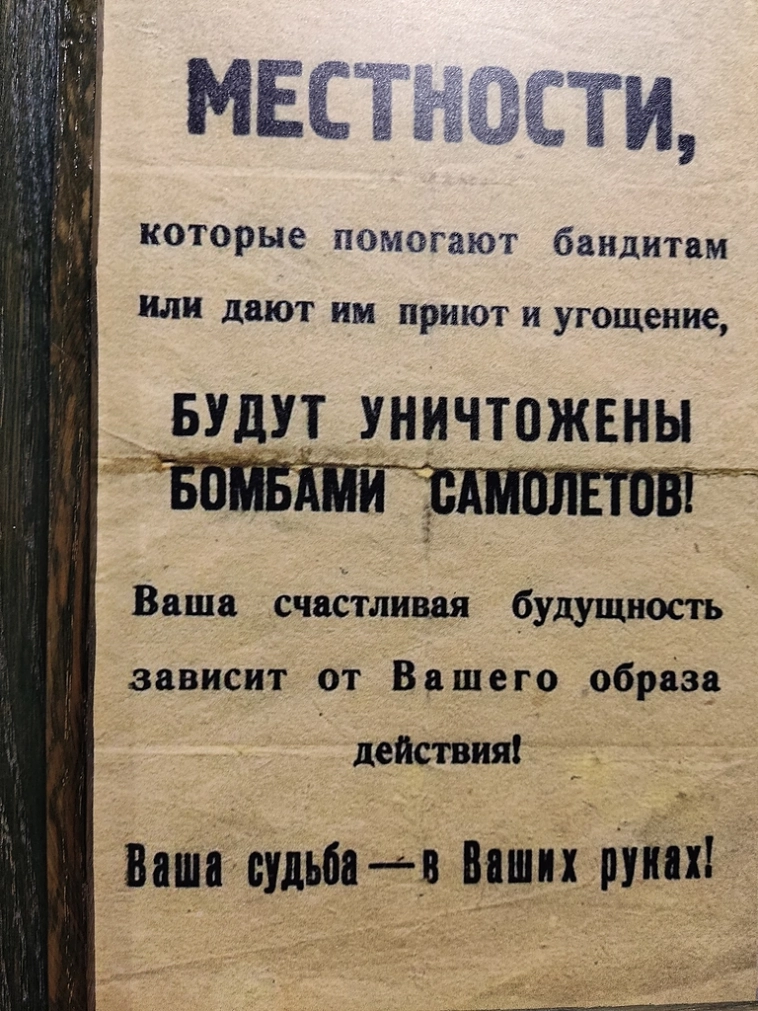 МЕСТНОСТИ,
которые помогают бандитам
или дают им приют и угощение,
БУДУТ УНИЧТОЖЕНЫ
БОМБАМИ САМОЛЕТОВ!
Ваша счастливая будущность
зависит от Вашего образа
действия!
Ваша судьба — в Ваших руках!